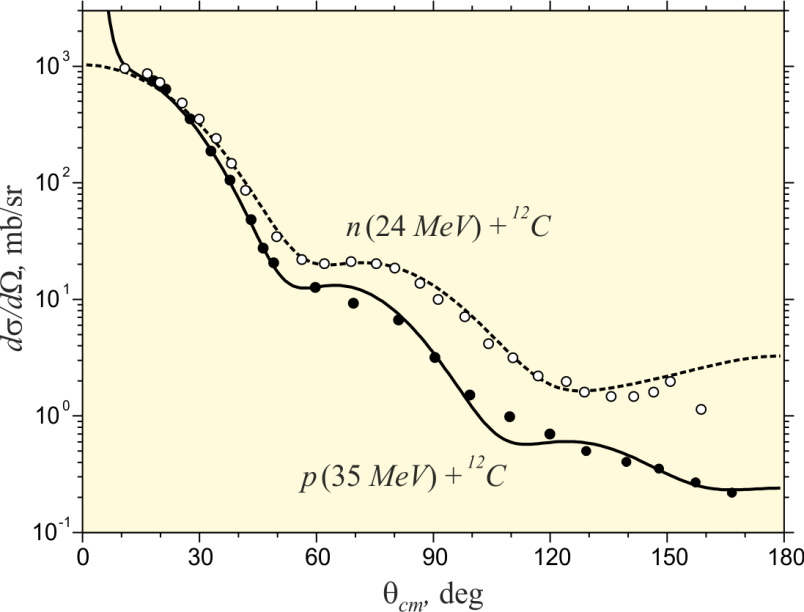 10³
10²
10¹
10⁰
10⁻¹
dσ/dΩ, mb/sr
n (24 MeV) + ¹²C
p (35 MeV) + ¹²C
0 30 60 90 120 150 180
θcm, deg